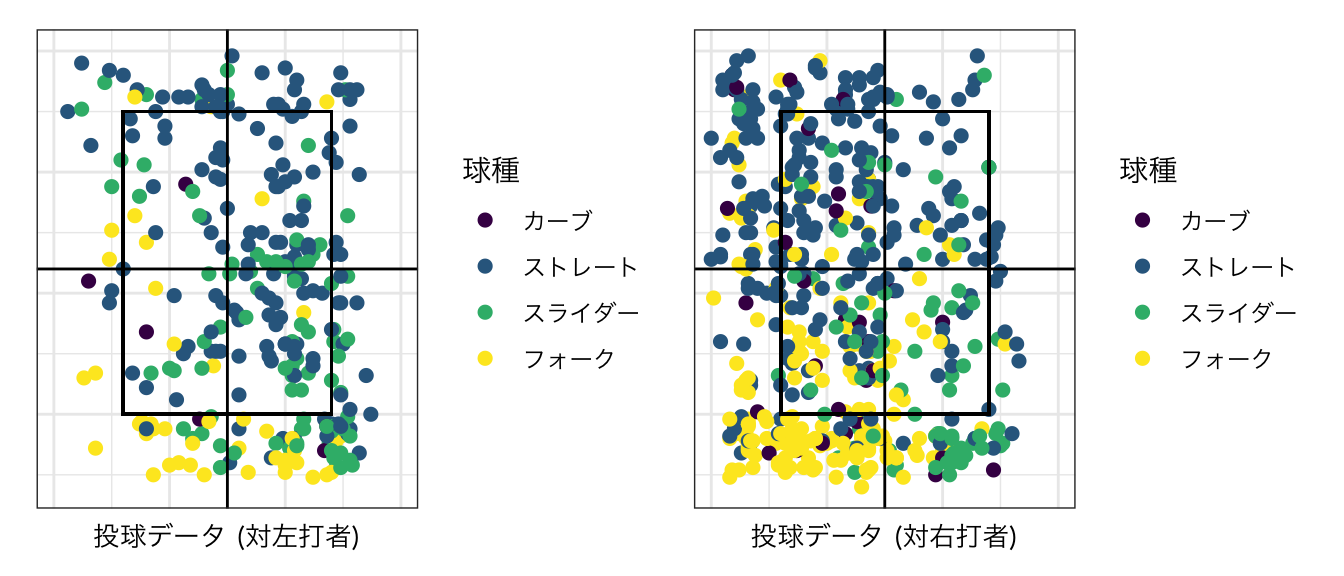 球種
カーブ
ストレート
スライダー
フォーク
投球データ (対左打者)
球種
カーブ
ストレート
スライダー
フォーク
投球データ (対右打者)